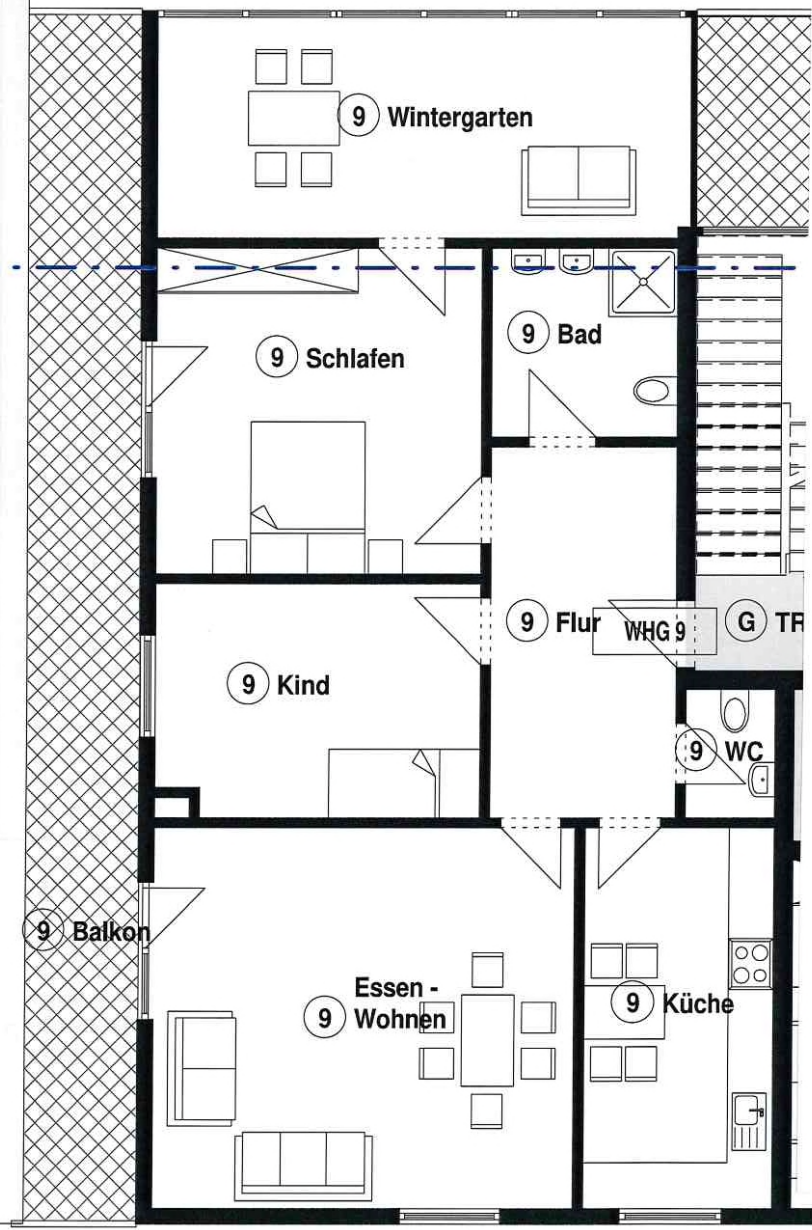 9 Wintergarten
9 Schlafen
9 Bad
9 Flur
WHG 9
G TR
9 Kind
9 WC
9 Balkon
Essen -
9 Wohnen
9 Küche